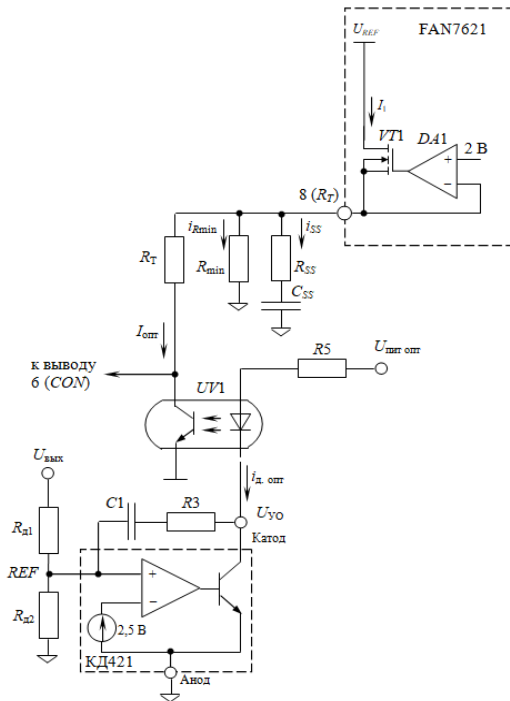 FAN7621
U_REF
I_t
VT1
DA1
2 В
8 (R_T)
i_Rmin
i_SS
R_T
R_min
R_SS
C_SS
I_опт
к выводу
6 (CON)
R5
U_пит опт
UV1
U_вых
i_д. опт
C1
R3
U_УО
Катод
R_д1
REF
R_д2
+
−
2,5 В
КД421
Анод